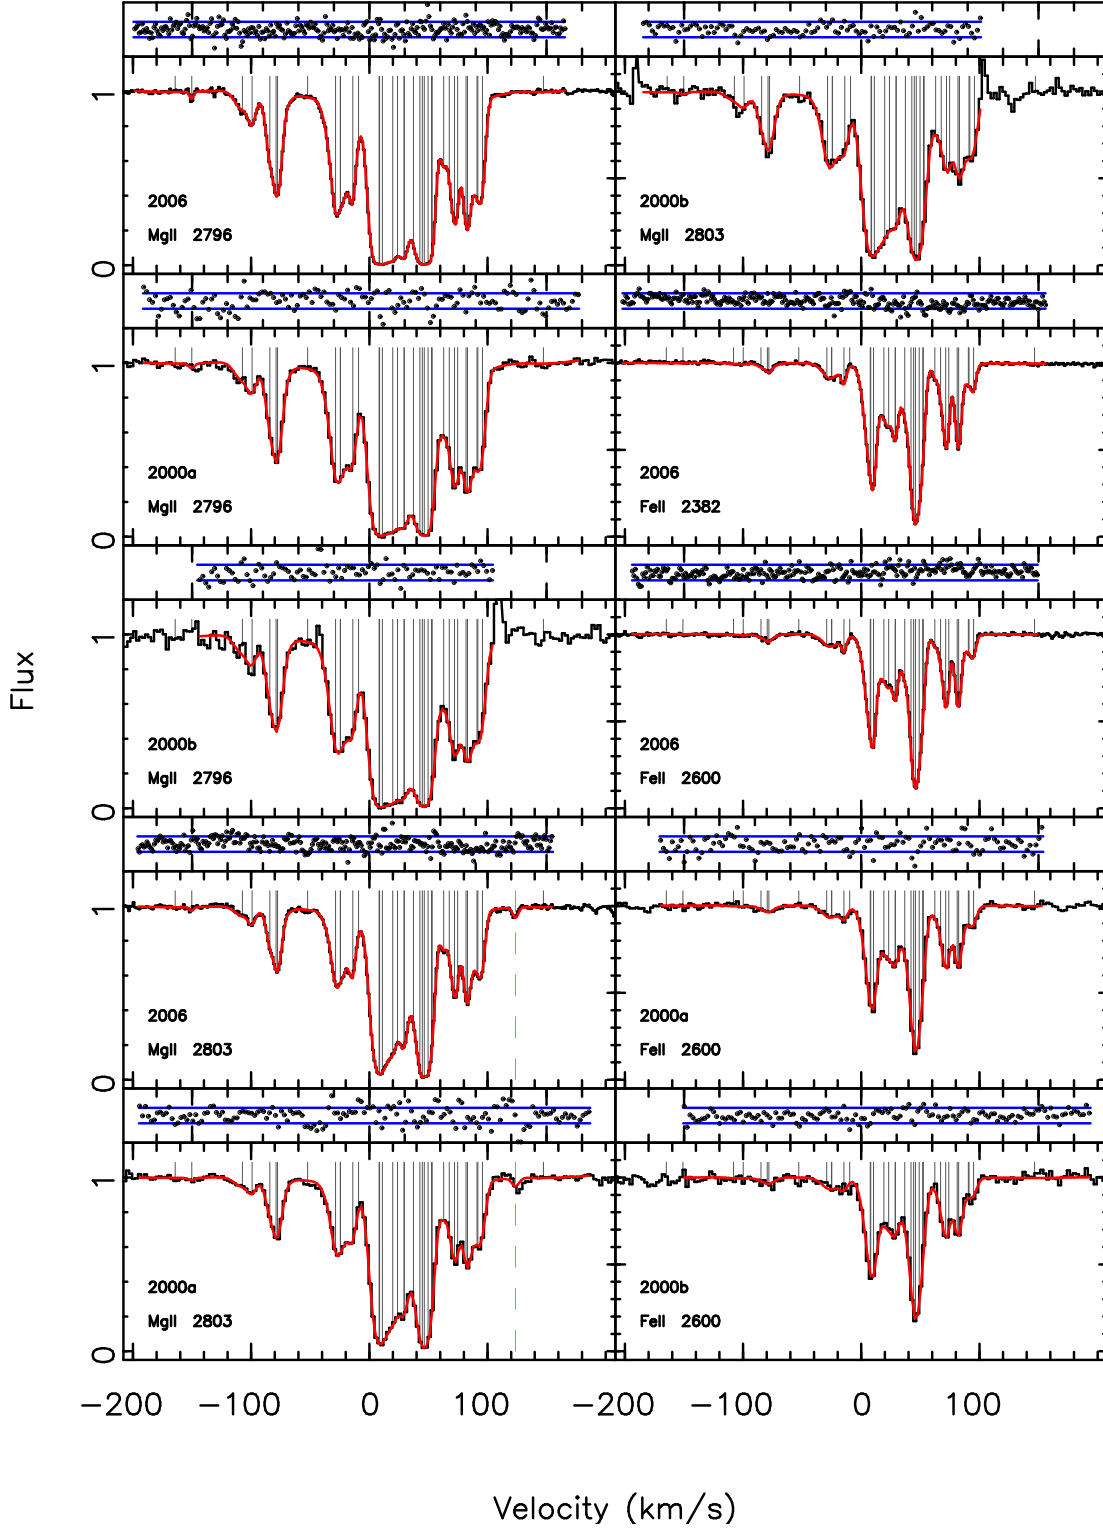 1
2006
MgII 2796
0
2000b
MgII 2803
1
2000a
MgII 2796
0
2006
FeII 2382
1
2000b
MgII 2796
0
2006
FeII 2600
Flux
1
2006
MgII 2803
0
2000a
FeII 2600
1
2000a
MgII 2803
0
2000b
FeII 2600
−200 −100 0 100 −200 −100 0 100
Velocity (km/s)